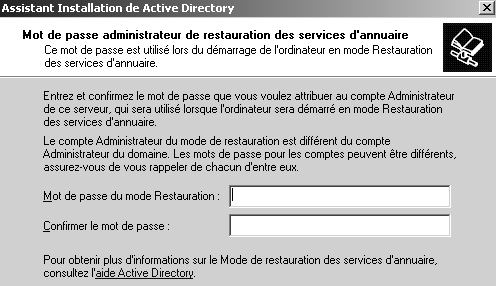 Assistant Installation de Active Directory
Mot de passe administrateur de restauration des services d'annuaire
Ce mot de passe est utilisé lors du démarrage de l'ordinateur en mode Restauration
des services d'annuaire.
Entrez et confirmez le mot de passe que vous voulez attribuer au compte Administrateur
de ce serveur, qui sera utilisé lorsque l'ordinateur sera démarré en mode Restauration
des services d'annuaire.
Le compte Administrateur du mode de restauration est différent du compte
Administrateur du domaine. Les mots de passe pour les comptes peuvent être différents,
assurez-vous de vous rappeler de chacun d'entre eux.
Mot de passe du mode Restauration :
Confirmer le mot de passe :
Pour obtenir plus d'informations sur le Mode de restauration des services d'annuaire,
consultez l'aide Active Directory.